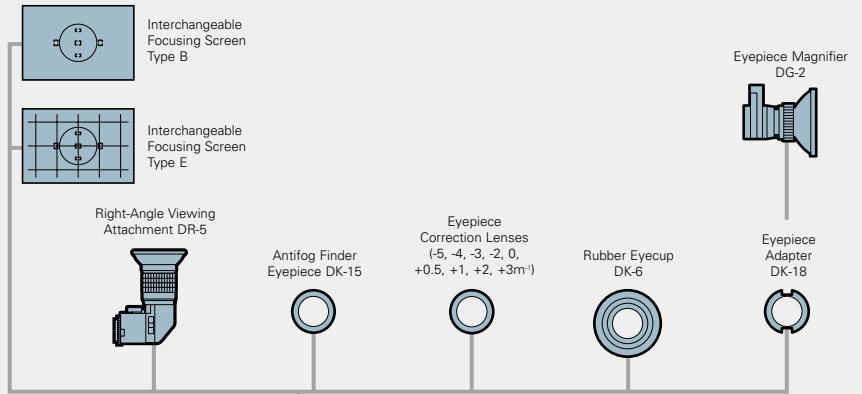 Interchangeable
Focusing Screen
Type B
Interchangeable
Focusing Screen
Type E
Eyepiece Magnifier
DG-2
Right-Angle Viewing
Attachment DR-5
Antifog Finder
Eyepiece DK-15
Eyepiece
Correction Lenses
(-5, -4, -3, -2, 0,
+0.5, +1, +2, +3m⁻¹)
Rubber Eyecup
DK-6
Eyepiece
Adapter
DK-18